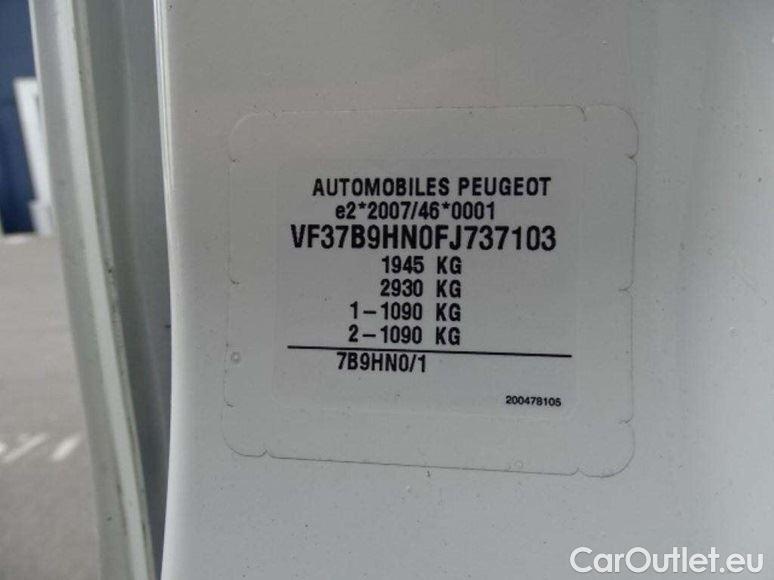 AUTOMOBILES PEUGEOT
e2*2007/46*0001
VF37B9HN0FJ737103
1945 KG
2930 KG
1-1090 KG
2-1090 KG
7B9HN0/1
200478105
CarOutlet.eu